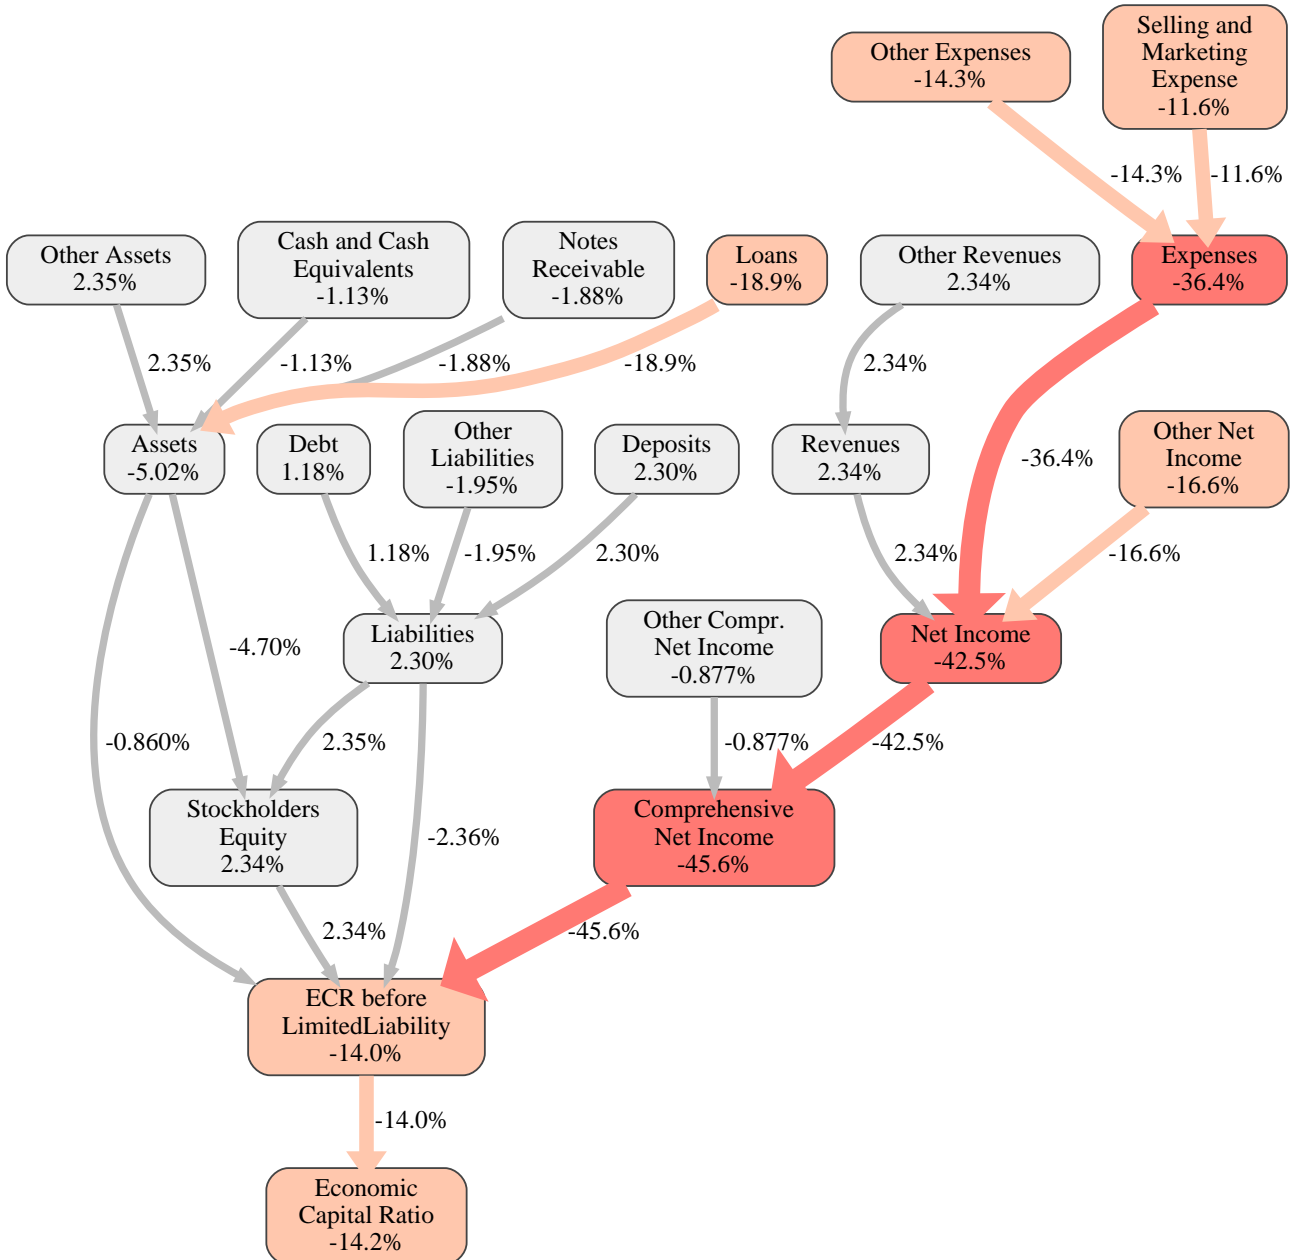 Selling and
Marketing
Expense
-11.6%
Other Expenses
-14.3%
-14.3%
-11.6%
Other Assets
2.35%
Cash and Cash
Equivalents
-1.13%
Notes
Receivable
-1.88%
Loans
-18.9%
Other Revenues
2.34%
Expenses
-36.4%
2.35%
-1.13%
-1.88%
-18.9%
2.34%
Assets
-5.02%
Debt
1.18%
Other
Liabilities
-1.95%
Deposits
2.30%
Revenues
2.34%
-36.4%
Other Net
Income
-16.6%
1.18%
-1.95%
2.30%
2.34%
-16.6%
-4.70%
Liabilities
2.30%
Other Compr.
Net Income
-0.877%
Net Income
-42.5%
-0.860%
2.35%
-0.877%
-42.5%
Stockholders
Equity
2.34%
-2.36%
Comprehensive
Net Income
-45.6%
2.34%
-45.6%
ECR before
LimitedLiability
-14.0%
-14.0%
Economic
Capital Ratio
-14.2%